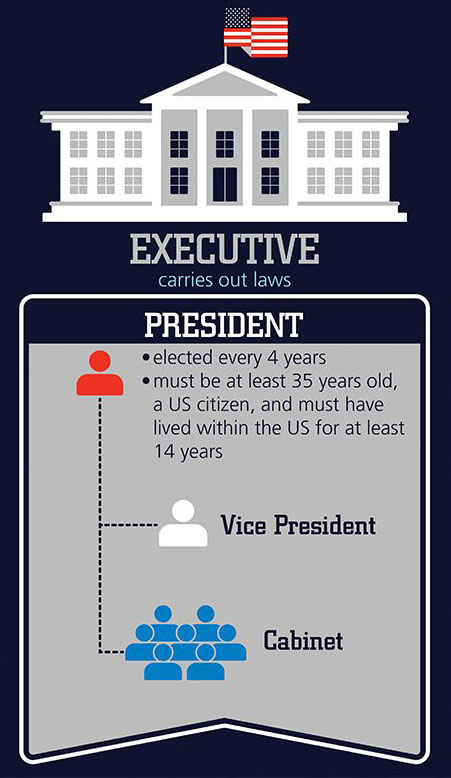 EXECUTIVE
carries out laws
PRESIDENT
• elected every 4 years
• must be at least 35 years old,
a US citizen, and must have
lived within the US for at least
14 years
Vice President
Cabinet